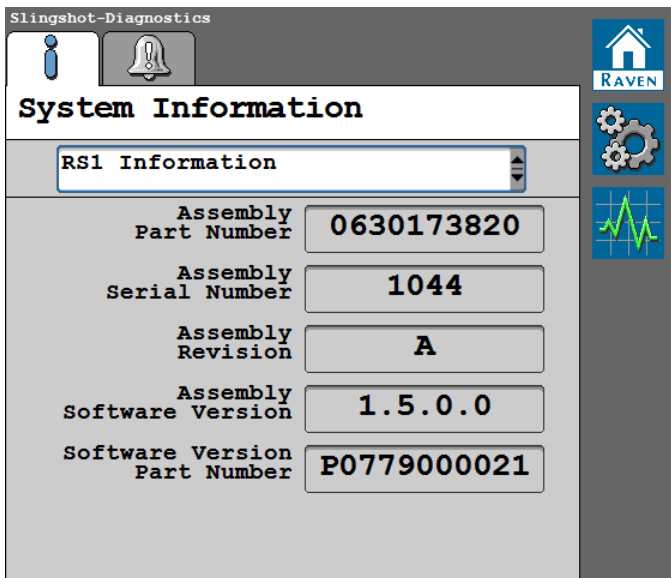 Slingshot-Diagnostics
RAVEN
System Information
RS1 Information
Assembly
Part Number
0630173820
Assembly
Serial Number
1044
Assembly
Revision
A
Assembly
Software Version
1.5.0.0
Software Version
Part Number
P0779000021